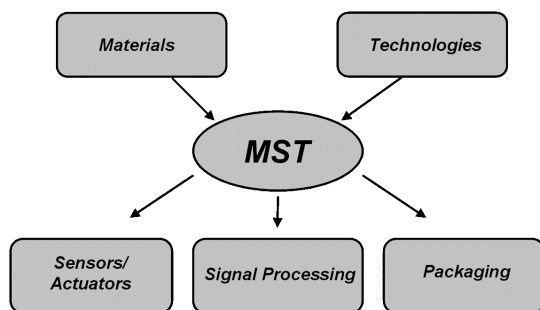 Materials
Technologies
MST
Sensors/
Actuators
Signal Processing
Packaging